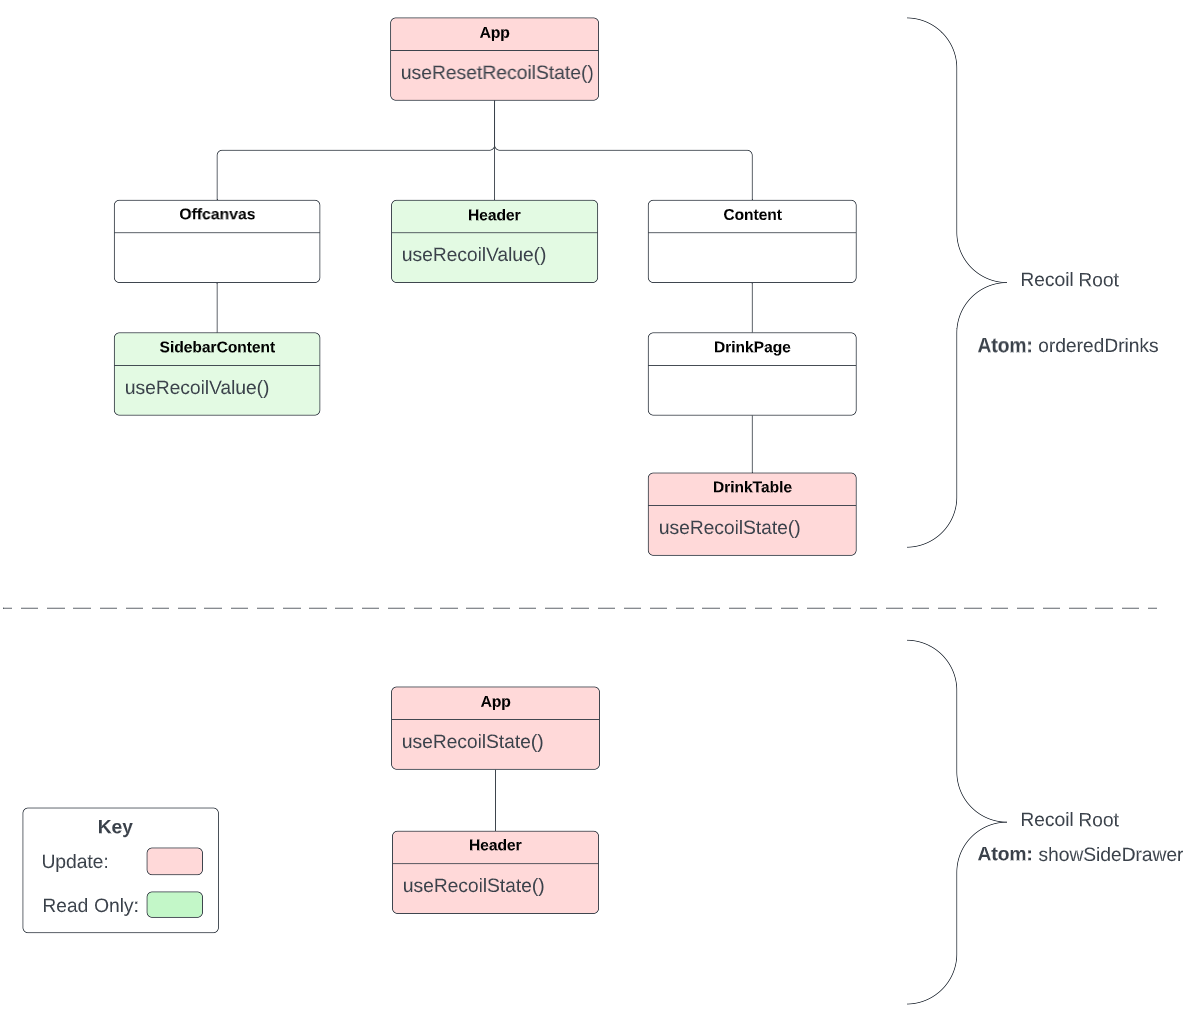 App
useResetRecoilState()
Offcanvas
Header
useRecoilValue()
Content
SidebarContent
useRecoilValue()
DrinkPage
DrinkTable
useRecoilState()
Recoil Root
Atom: orderedDrinks
App
useRecoilState()
Header
useRecoilState()
Recoil Root
Atom: showSideDrawer
Key
Update:
Read Only: